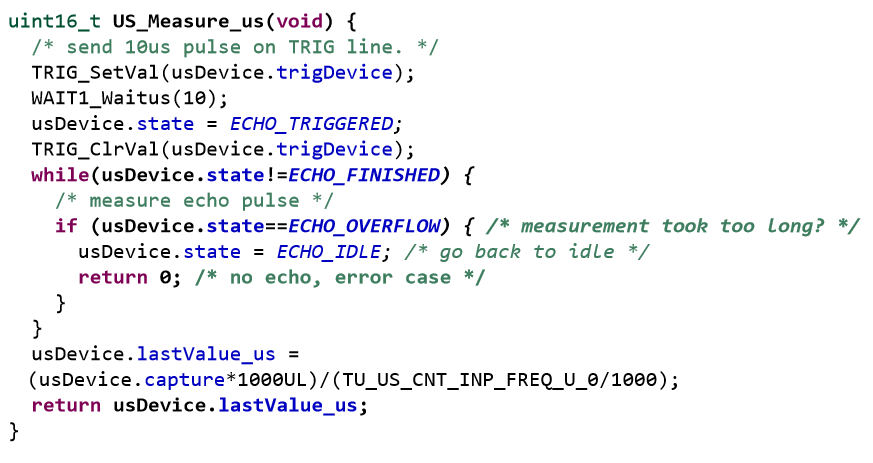 uint16_t US_Measure_us(void) {
  /* send 10us pulse on TRIG line. */
  TRIG_SetVal(usDevice.trigDevice);
  WAIT1_Waitus(10);
  usDevice.state = ECHO_TRIGGERED;
  TRIG_ClrVal(usDevice.trigDevice);
  while(usDevice.state!=ECHO_FINISHED) {
    /* measure echo pulse */
    if (usDevice.state==ECHO_OVERFLOW) { /* measurement took too long? */
      usDevice.state = ECHO_IDLE; /* go back to idle */
      return 0; /* no echo, error case */
    }
  }
  usDevice.lastValue_us =
  (usDevice.capture*1000UL)/(TU_US_CNT_INP_FREQ_U_0/1000);
  return usDevice.lastValue_us;
}